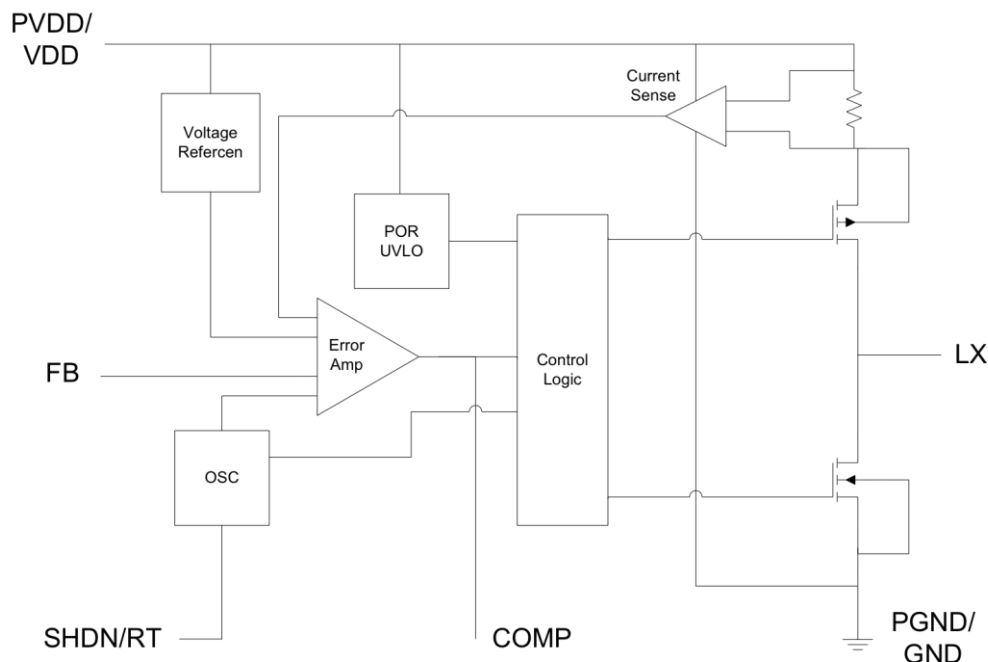 PVDD/
VDD
Current
Sense
Voltage
Refercen
POR
UVLO
Error
Amp
Control
Logic
FB
LX
OSC
SHDN/RT
COMP
PGND/
GND